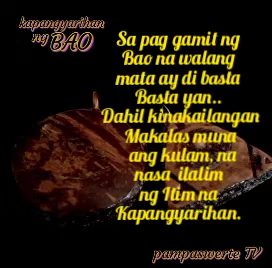 kapangyarihan
ng BAO
Sa pag gamit ng
Bao na walang
mata ay di basta
Basta yan..
Dahil kinakailangan
Makalas muna
ang kulam, na
nasa ilalim
ng Itim na
Kapangyarihan.
pampaswerte TV